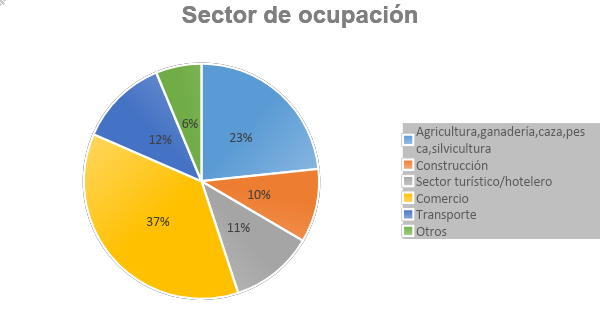 Sector de ocupación
6%
23%
12%
10%
37%
11%
Agricultura,ganadería,caza,pes
ca,silvicultura
Construcción
Sector turístico/hotelero
Comercio
Transporte
Otros